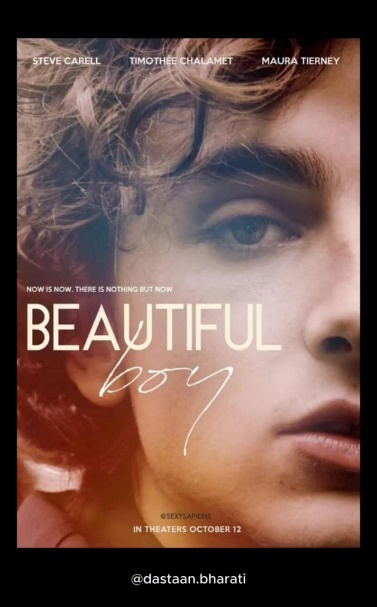 STEVE CARELL TIMOTHÉE CHALAMET MAURA TIERNEY
NOW IS NOW. THERE IS NOTHING BUT NOW
BEAUTIFUL
boy
@SEXYSAPIENS
IN THEATERS OCTOBER 12
@dastaan.bharati